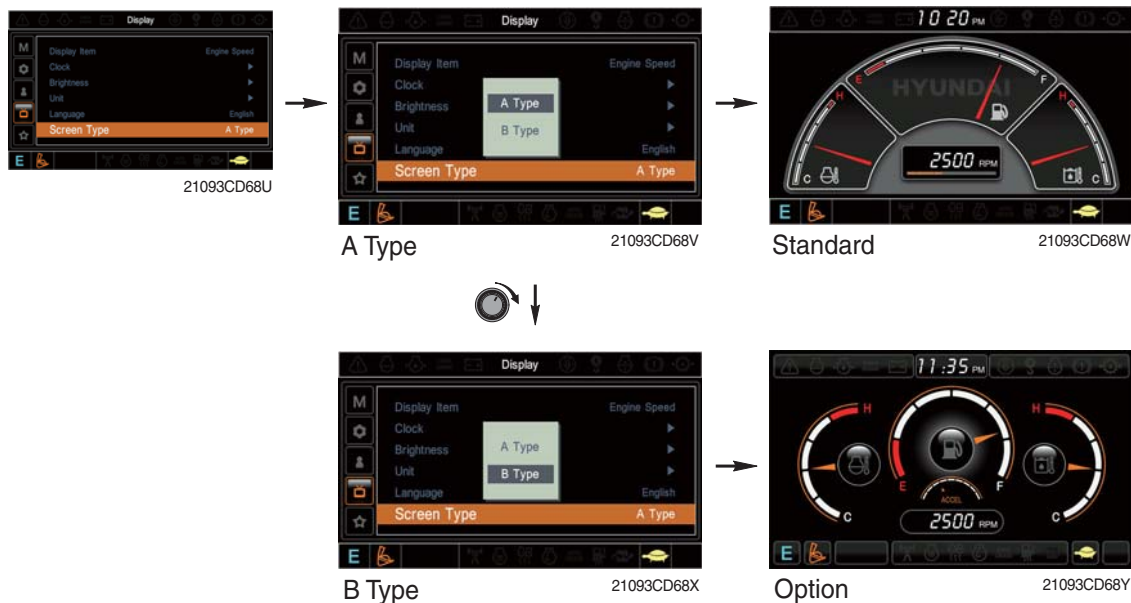 Display
M
Display Item Engine Speed
Clock
Brightness
Unit
Language English
Screen Type A Type
E
21093CD68U
Display
M
Display Item Engine Speed
Clock
Brightness
Unit
Language English
Screen Type A Type
A Type
B Type
E
A Type
21093CD68V
10 20 PM
HYUNDAI
E
F
H
C
H
C
2500 RPM
E
Standard
21093CD68W
Display
M
Display Item Engine Speed
Clock
Brightness
Unit
Language English
Screen Type A Type
A Type
B Type
E
B Type
21093CD68X
11:35 PM
H
C
E
F
H
C
ACCEL
2500 RPM
E
Option
21093CD68Y